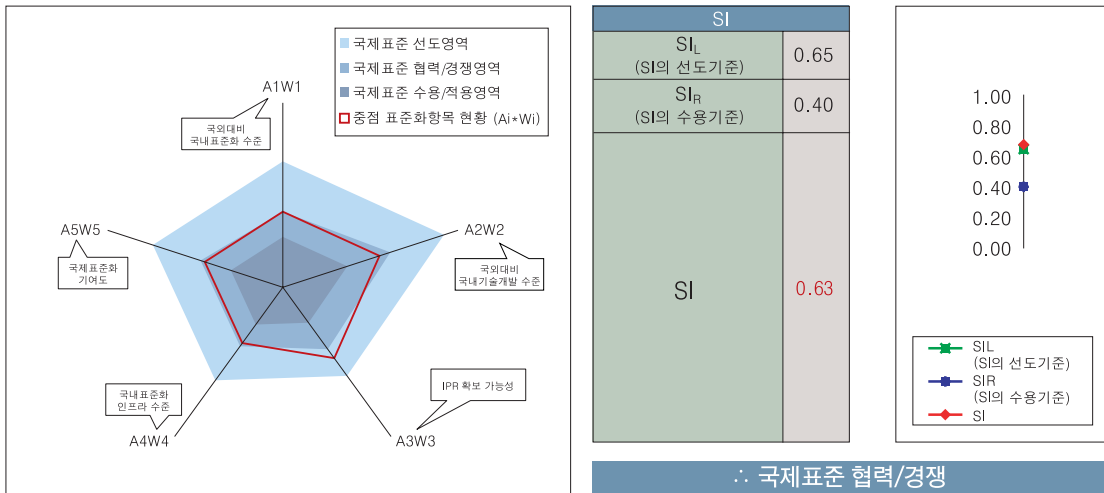 국제표준 선도영역
국제표준 협력/경쟁영역
국제표준 수용/적용영역
중점 표준화항목 현황 (Ai*Wi)
A1W1
국외대비
국내표준화 수준
A2W2
국외대비
국내기술개발 수준
IPR 확보 가능성
A3W3
국내표준화
인프라 수준
A4W4
A5W5
국제표준화
기여도
SI
SIL
(SI의 선도기준)
0.65
SIR
(SI의 수용기준)
0.40
SI
0.63
∴ 국제표준 협력/경쟁
1.00
0.80
0.60
0.40
0.20
0.00
SIL
(SI의 선도기준)
SIR
(SI의 수용기준)
SI